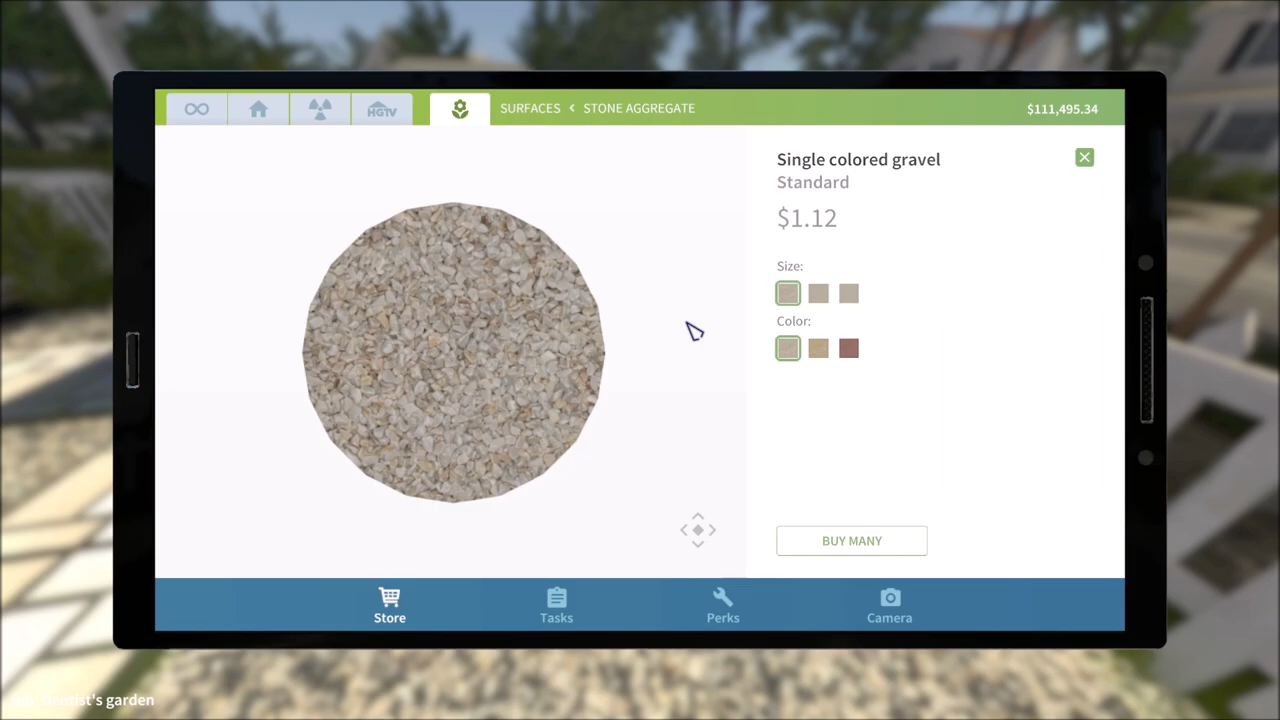 HGTV
SURFACES < STONE AGGREGATE
$111,495.34
Single colored gravel
Standard
$1.12
Size:
Color:
BUY MANY
Store
Tasks
Perks
Camera
dentist's garden